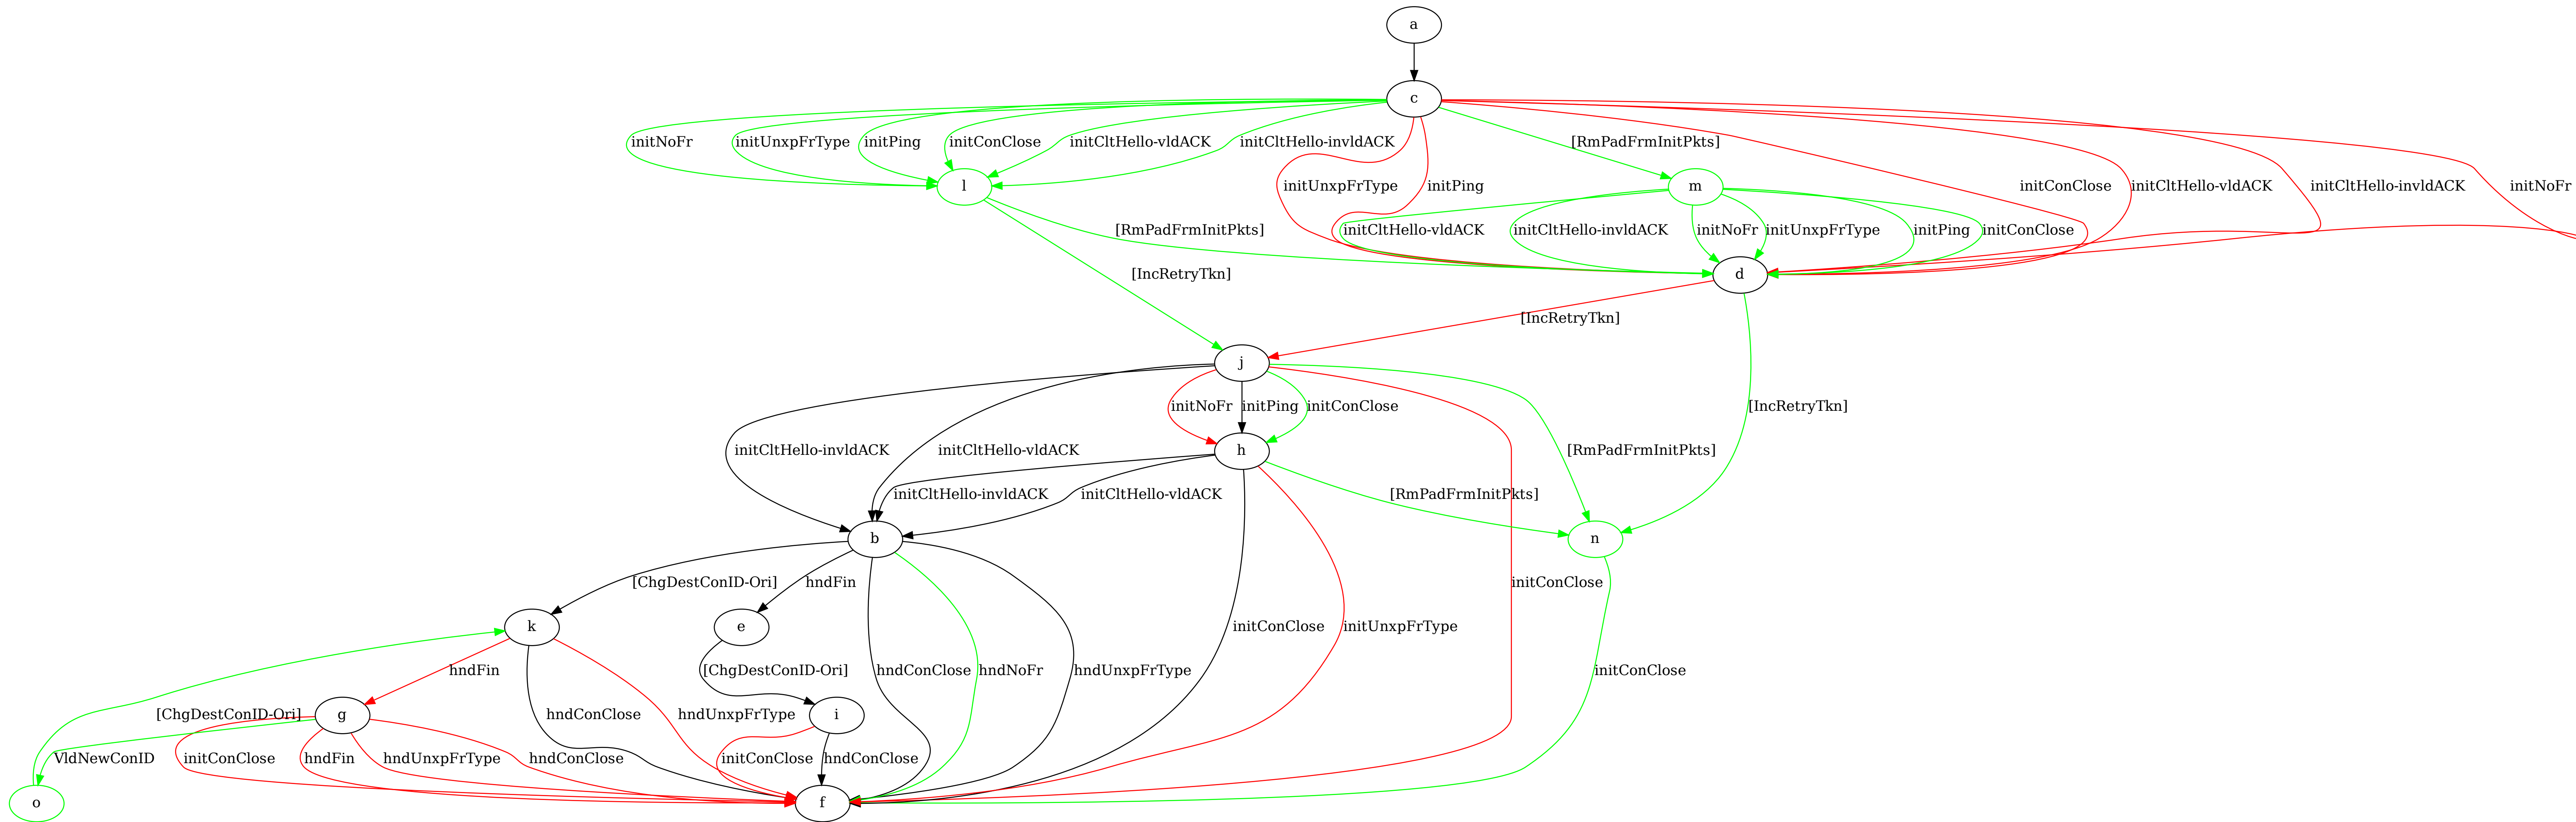 a
c
initNoFr
initUnxpFrType
initPing
initConClose
initCltHello-vldACK
initCltHello-invldACK
[RmPadFrmInitPkts]
l
initUnxpFrType
initPing
m
initConClose
initCltHello-vldACK
initCltHello-invldACK
initNoFr
[RmPadFrmInitPkts]
initCltHello-vldACK
initCltHello-invldACK
initNoFr
initUnxpFrType
initPing
initConClose
[IncRetryTkn]
d
[IncRetryTkn]
j
initNoFr
initPing
initConClose
[IncRetryTkn]
initCltHello-invldACK
initCltHello-vldACK
h
[RmPadFrmInitPkts]
initCltHello-invldACK
initCltHello-vldACK
[RmPadFrmInitPkts]
b
n
[ChgDestConID-Ori]
hndFin
initConClose
k
e
initConClose
initUnxpFrType
hndFin
[ChgDestConID-Ori]
hndConClose
hndNoFr
hndUnxpFrType
initConClose
[ChgDestConID-Ori]
g
hndConClose
hndUnxpFrType
i
VldNewConID
initConClose
hndFin
hndUnxpFrType
hndConClose
initConClose
hndConClose
o
f